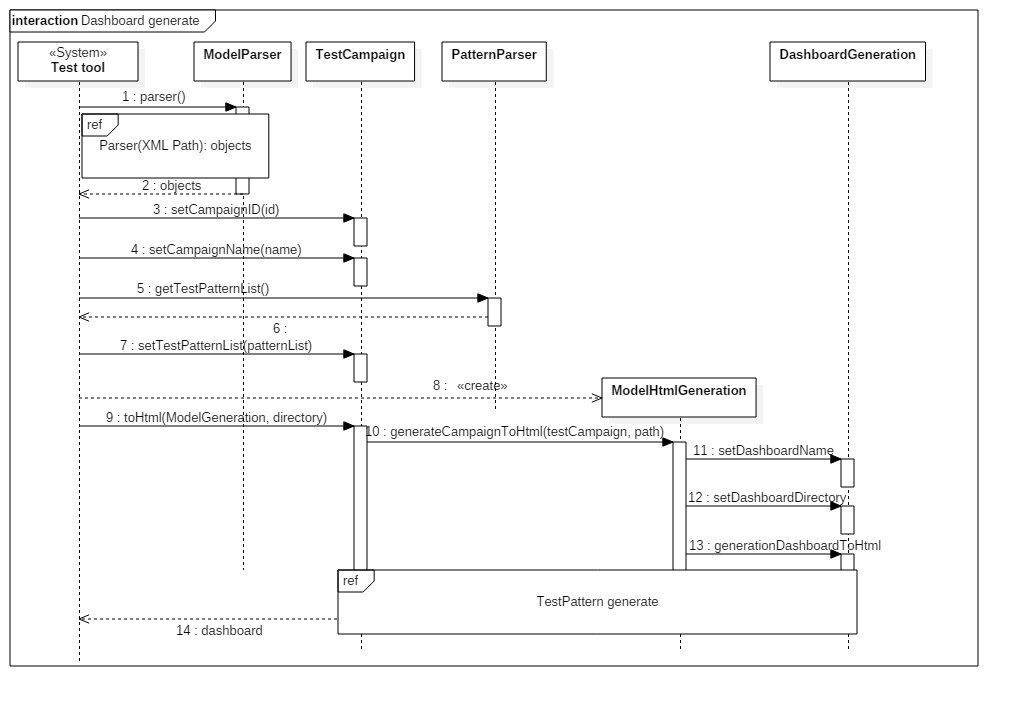 interaction Dashboard generate
«System»
Test tool
ModelParser
TestCampaign
PatternParser
DashboardGeneration
1 : parser()
ref
Parser(XML Path): objects
2 : objects
3 : setCampaignID(id)
4 : setCampaignName(name)
5 : getTestPatternList()
6 :
7 : setTestPatternList(patternList)
8 : «create»
ModelHtmlGeneration
9 : toHtml(ModelGeneration, directory)
10 : generateCampaignToHtml(testCampaign, path)
11 : setDashboardName
12 : setDashboardDirectory
13 : generationDashboardToHtml
ref
TestPattern generate
14 : dashboard